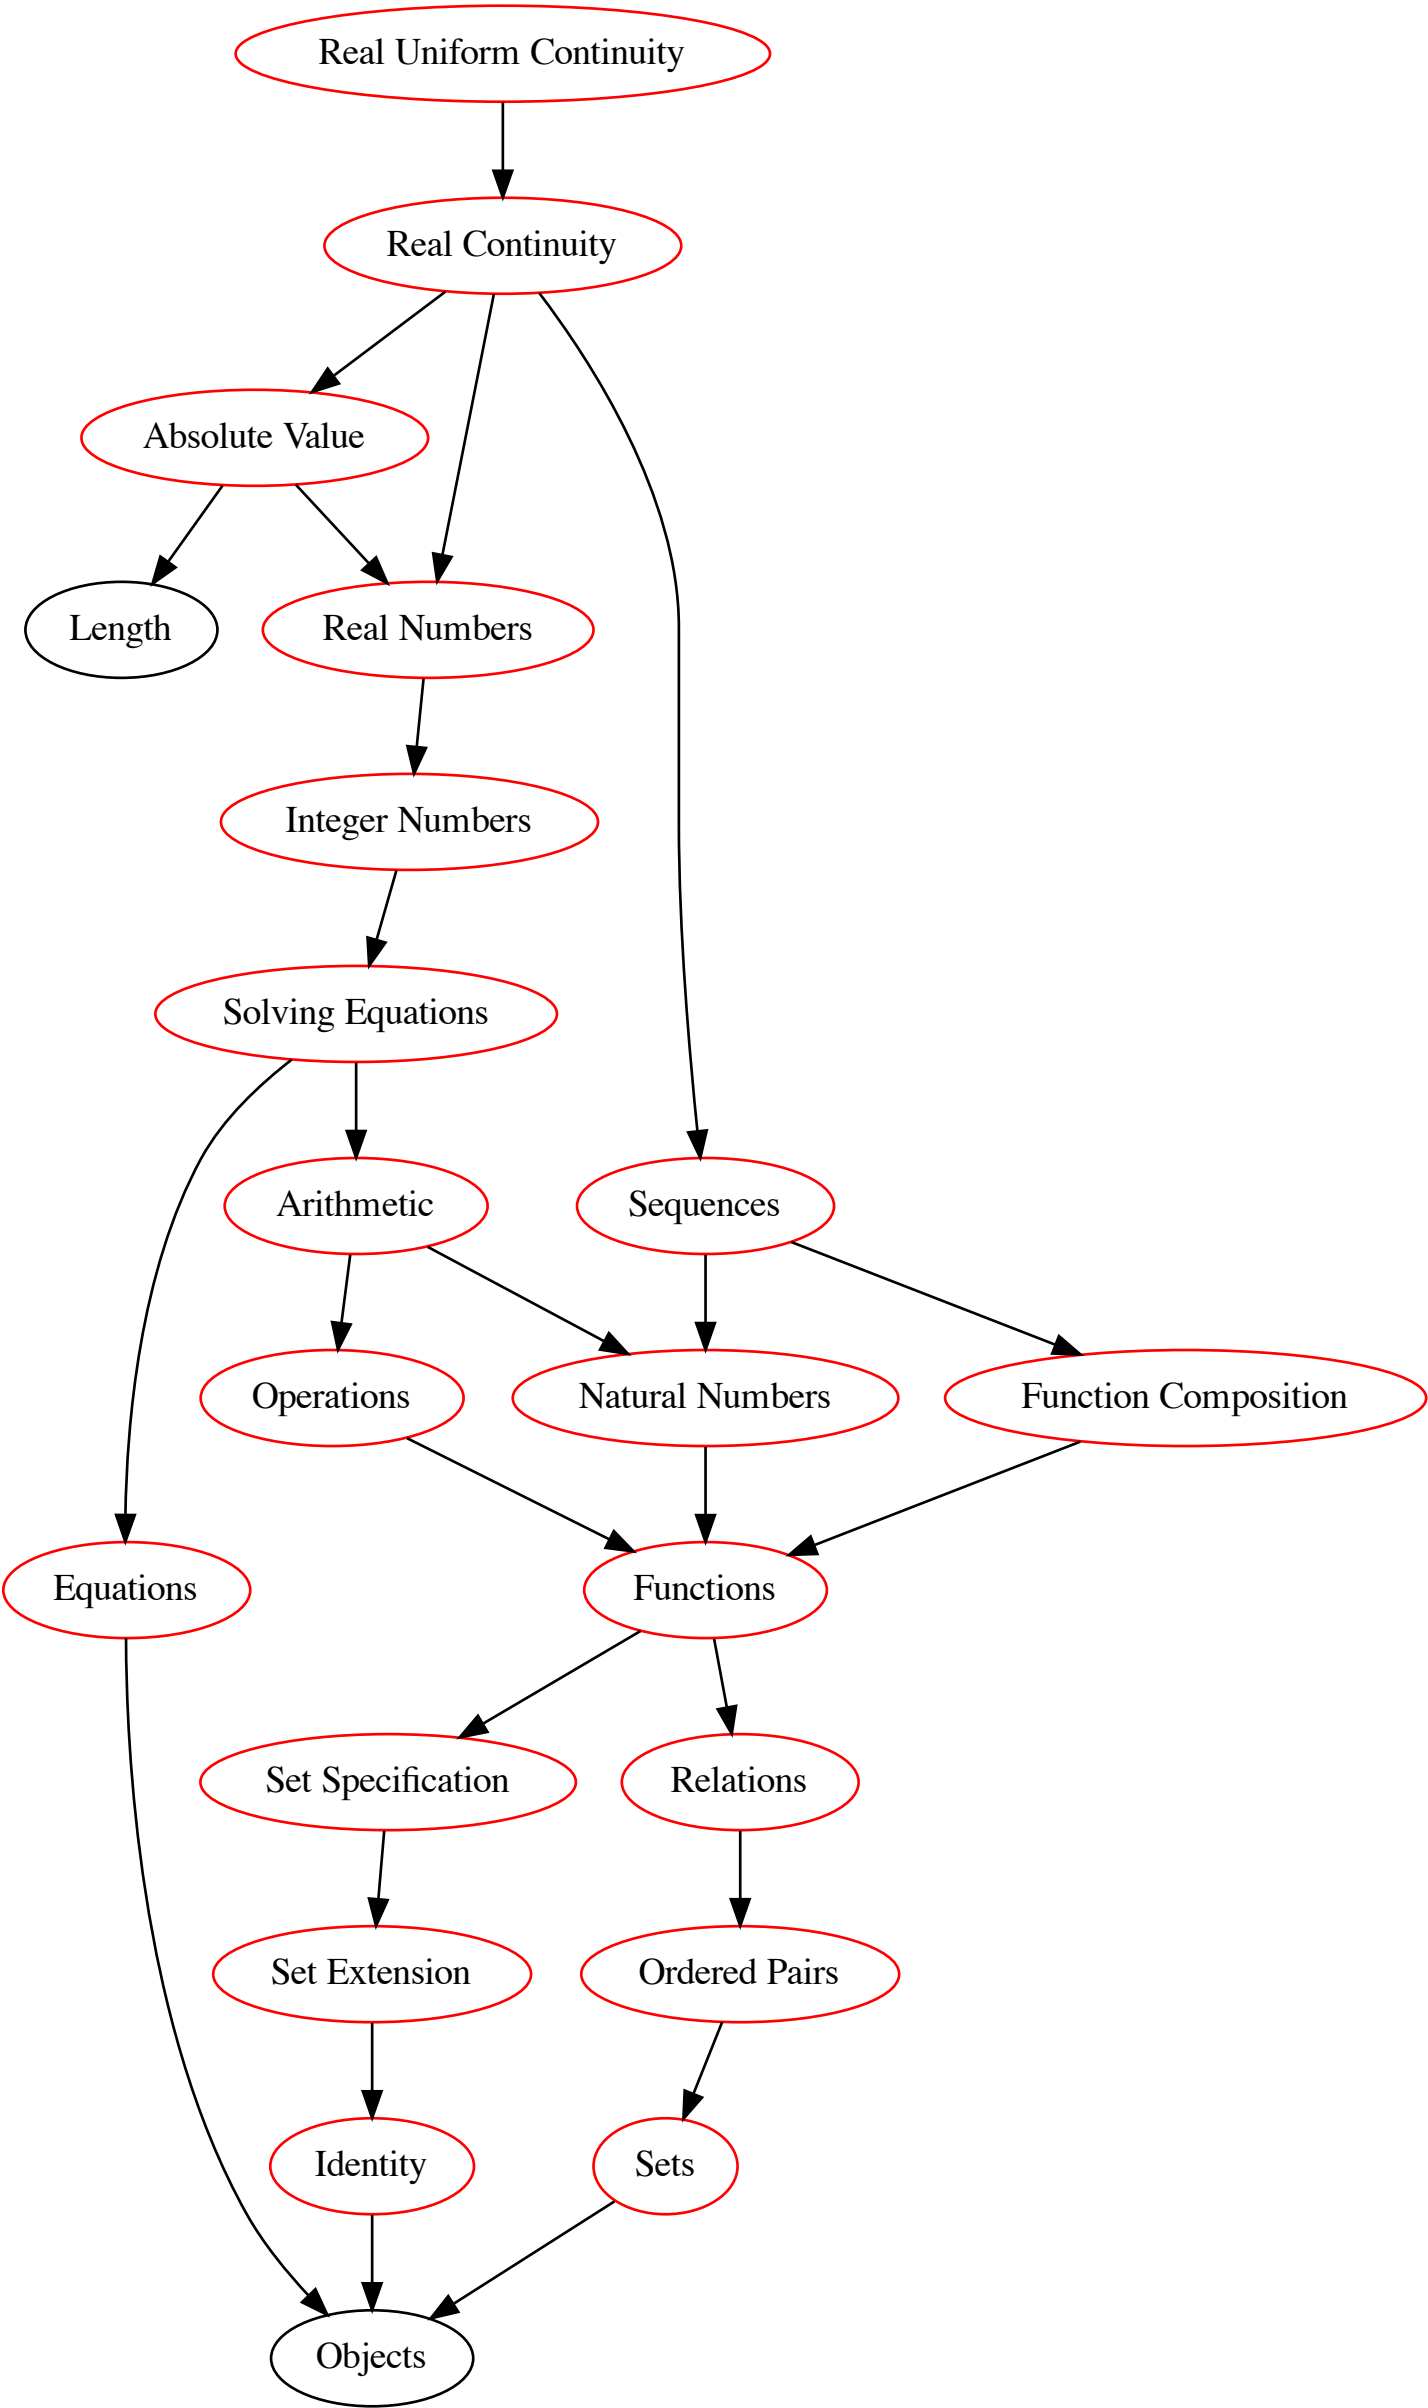 Real Uniform Continuity
Real Continuity
Absolute Value
Length
Real Numbers
Integer Numbers
Solving Equations
Arithmetic
Sequences
Operations
Natural Numbers
Function Composition
Equations
Functions
Set Specification
Relations
Set Extension
Ordered Pairs
Identity
Sets
Objects